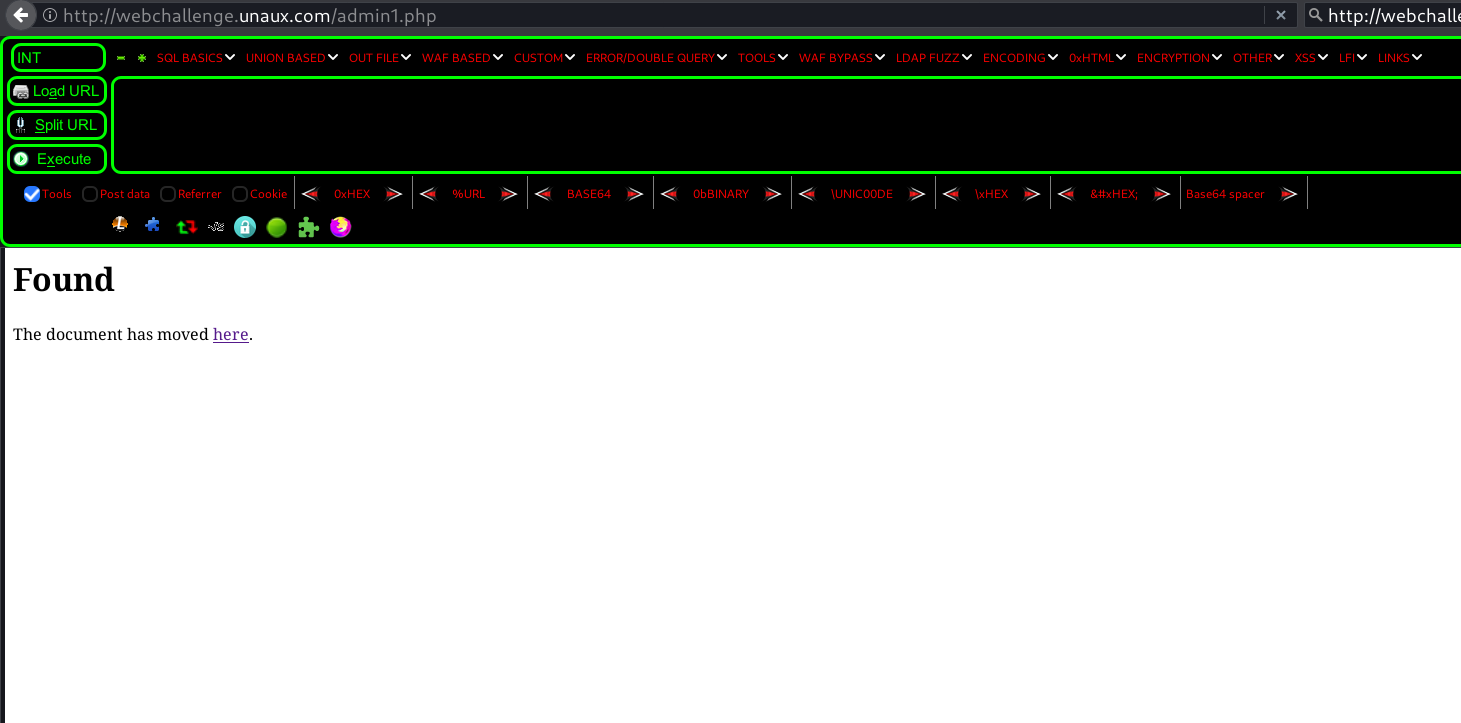 http://webchallenge.unaux.com/admin1.php http://webchalle
INT SQL BASICS UNION BASED OUT FILE WAF BASED CUSTOM ERROR/DOUBLE QUERY TOOLS WAF BYPASS LDAP FUZZ ENCODING 0xHTML ENCRYPTION OTHER XSS LFI LINKS
Load URL
Split URL
Execute
Tools Post data Referrer Cookie 0xHEX %URL BASE64 0bBINARY \UNIC00DE \xHEX &#xHEX; Base64 spacer
Found
The document has moved here.